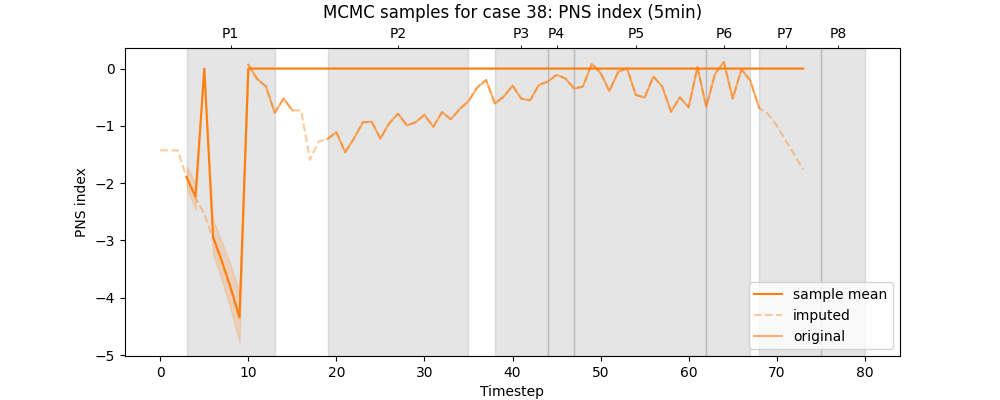 MCMC samples for case 38: PNS index (5min)
P1 P2 P3 P4 P5 P6 P7 P8
PNS index
0
−1
−2
−3
−4
−5
0 10 20 30 40 50 60 70 80
Timestep
sample mean
imputed
original